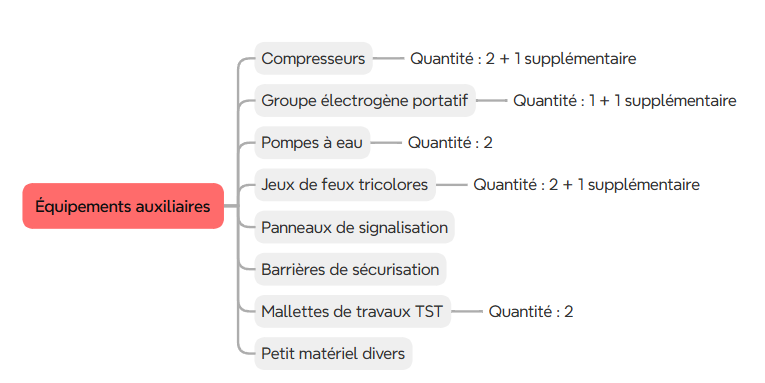 Équipements auxiliaires
Compresseurs
Quantité : 2 + 1 supplémentaire
Groupe électrogène portatif
Quantité : 1 + 1 supplémentaire
Pompes à eau
Quantité : 2
Jeux de feux tricolores
Quantité : 2 + 1 supplémentaire
Panneaux de signalisation
Barrières de sécurisation
Mallettes de travaux TST
Quantité : 2
Petit matériel divers